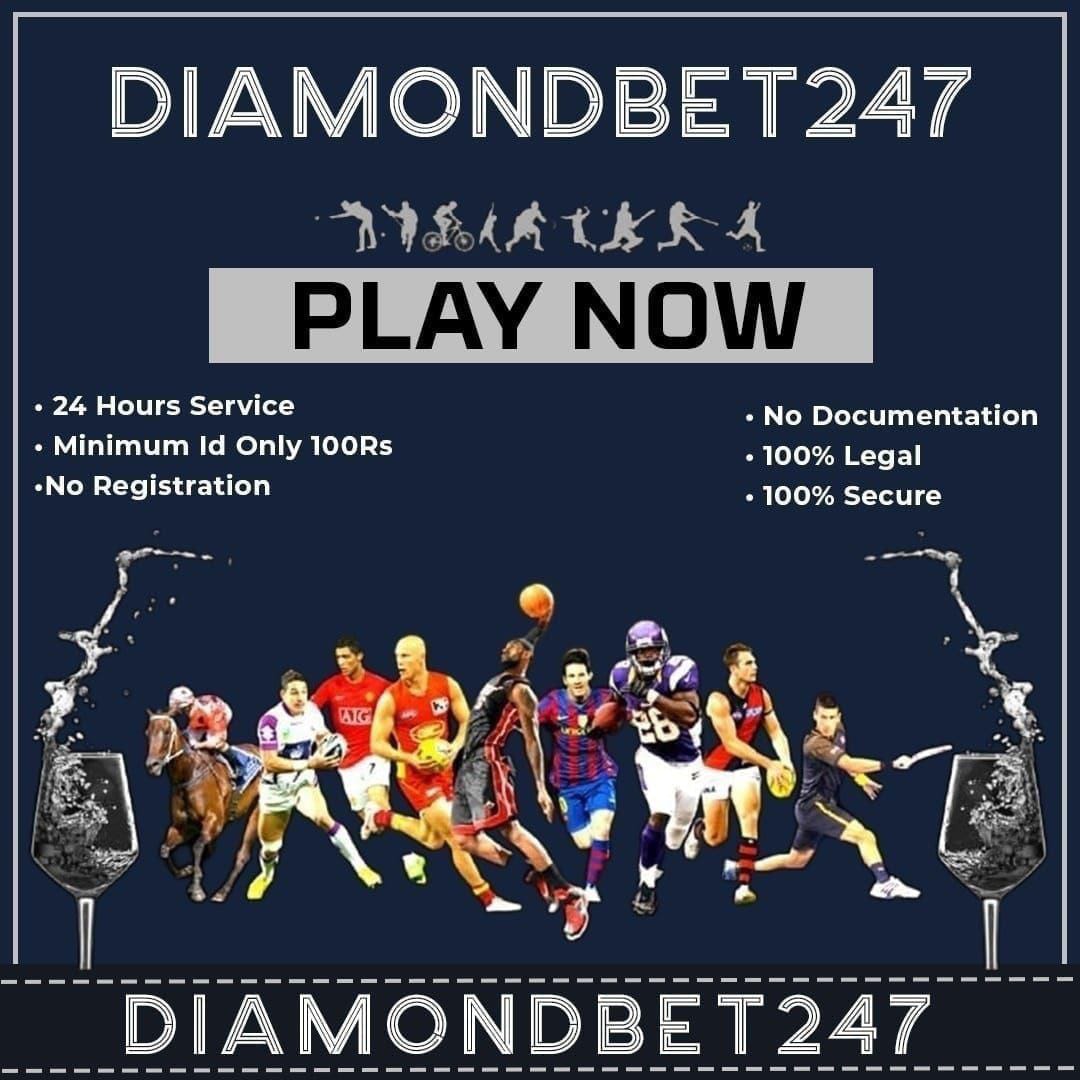 DIAMONDBET247
PLAY NOW
• 24 Hours Service
• Minimum Id Only 100Rs
•No Registration
• No Documentation
• 100% Legal
• 100% Secure
AIG
7
28
DIAMONDBET247